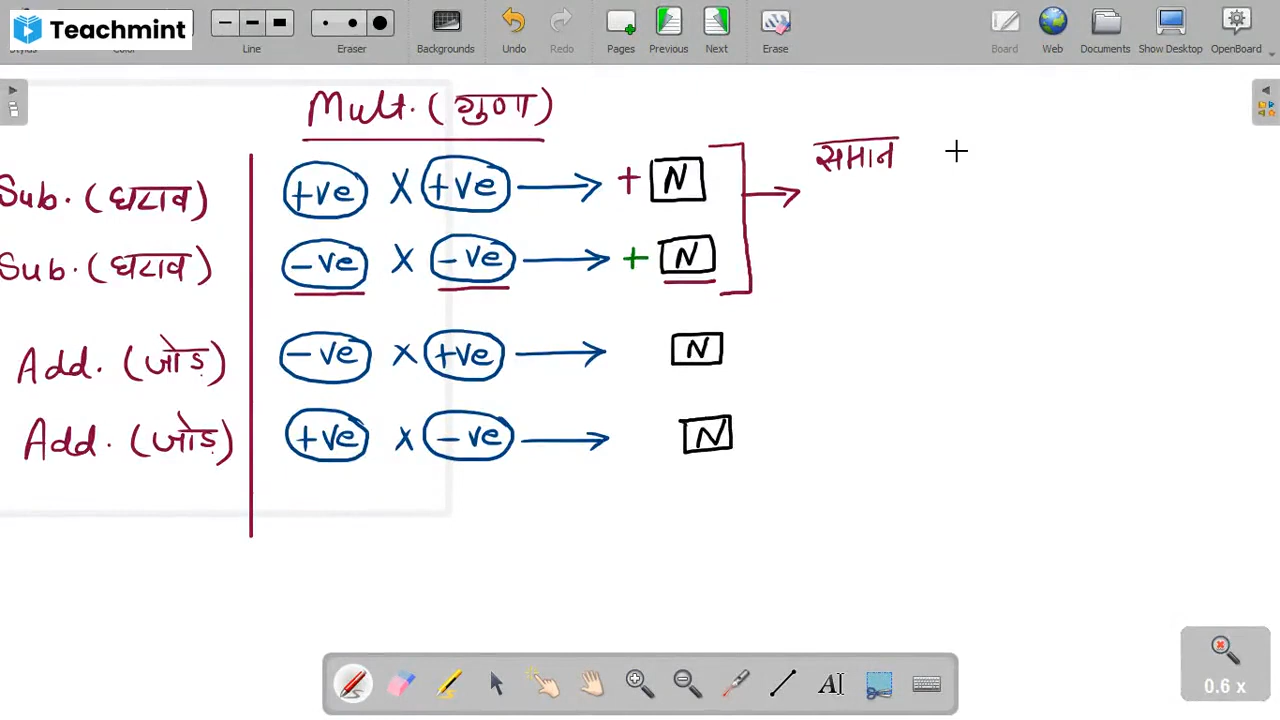 Teachmint
Line Eraser Backgrounds Undo Redo Pages Previous Next Erase Board Web Documents Show Desktop OpenBoard
Mult. (गुणा)
Sub. (घटाव) +ve X +ve → + N समान +
Sub. (घटाव) -ve X -ve → + N
Add. (जोड़) -ve × +ve → N
Add. (जोड़) +ve × -ve → N
0.6 x